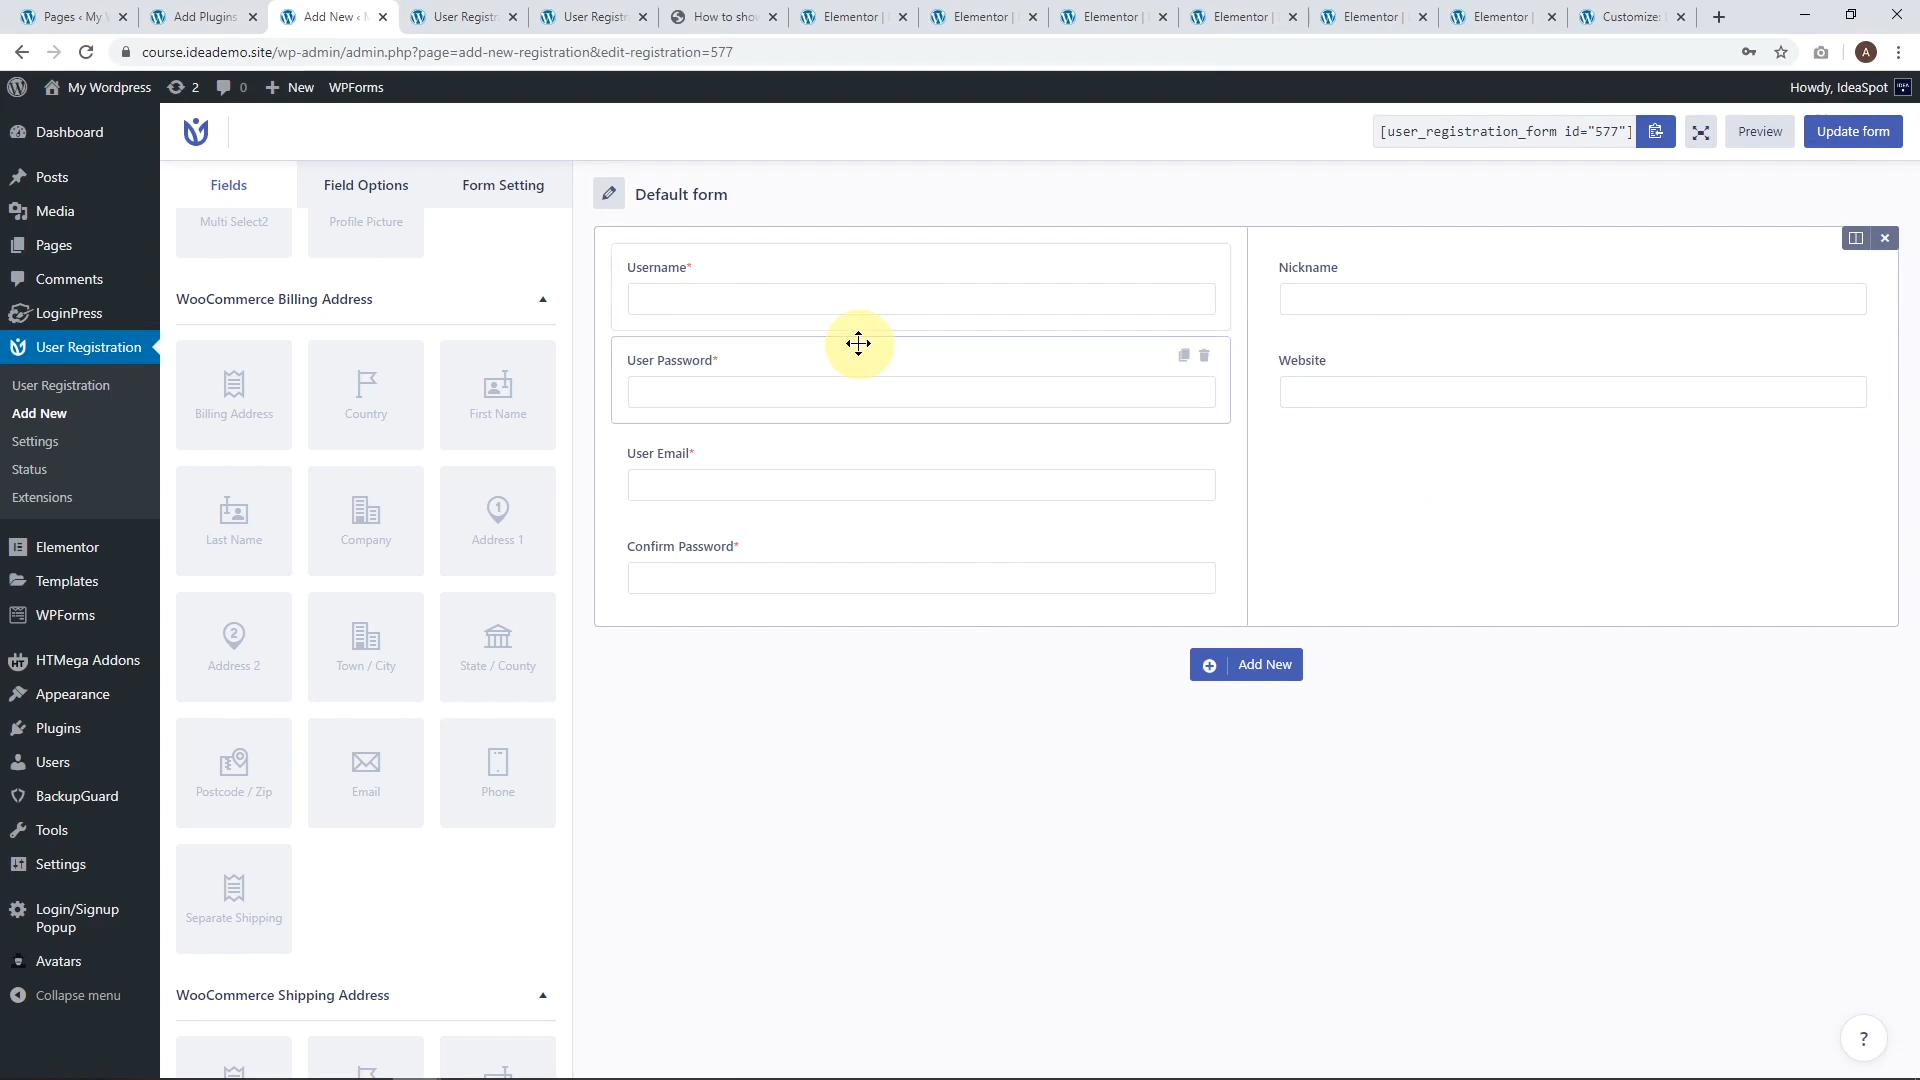 Pages ‹ My
Add Plugins
Add New ‹
User Registr
User Registr
How to sho
Elementor |
Elementor |
Elementor |
Elementor |
Elementor |
Elementor |
Customize:
course.ideademo.site/wp-admin/admin.php?page=add-new-registration&edit-registration=577
A
My Wordpress
2
0
New
WPForms
Howdy, IdeaSpot
Dashboard
Posts
Media
Pages
Comments
LoginPress
User Registration
User Registration
Add New
Settings
Status
Extensions
Elementor
Templates
WPForms
HTMega Addons
Appearance
Plugins
Users
BackupGuard
Tools
Settings
Login/Signup
Popup
Avatars
Collapse menu
[user_registration_form id="577"]
Preview
Update form
Fields
Field Options
Form Setting
Multi Select2
Profile Picture
WooCommerce Billing Address
Billing Address
Country
First Name
Last Name
Company
1
Address 1
2
Address 2
Town / City
State / County
Postcode / Zip
Email
Phone
Separate Shipping
WooCommerce Shipping Address
Default form
Username*
Nickname
User Password*
Website
User Email*
Confirm Password*
Add New
?